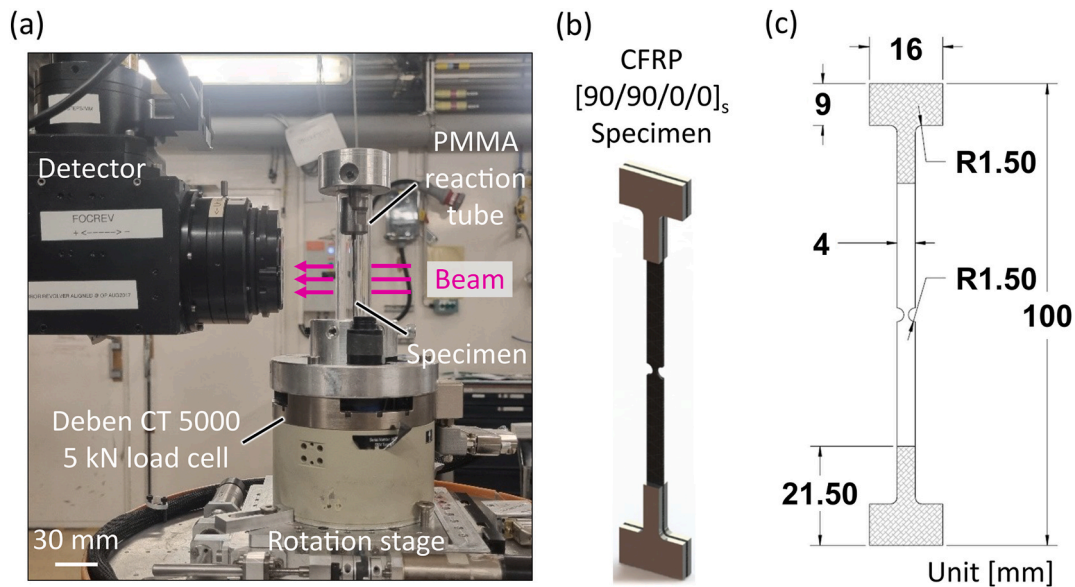 (a)
Detector
FOCREV
+ <------> -
PMMA
reaction
tube
Beam
Specimen
Deben CT 5000
5 kN load cell
Rotation stage
30 mm
(b)
CFRP
[90/90/0/0]s
Specimen
(c)
16
9
R1.50
4
R1.50
100
21.50
Unit [mm]